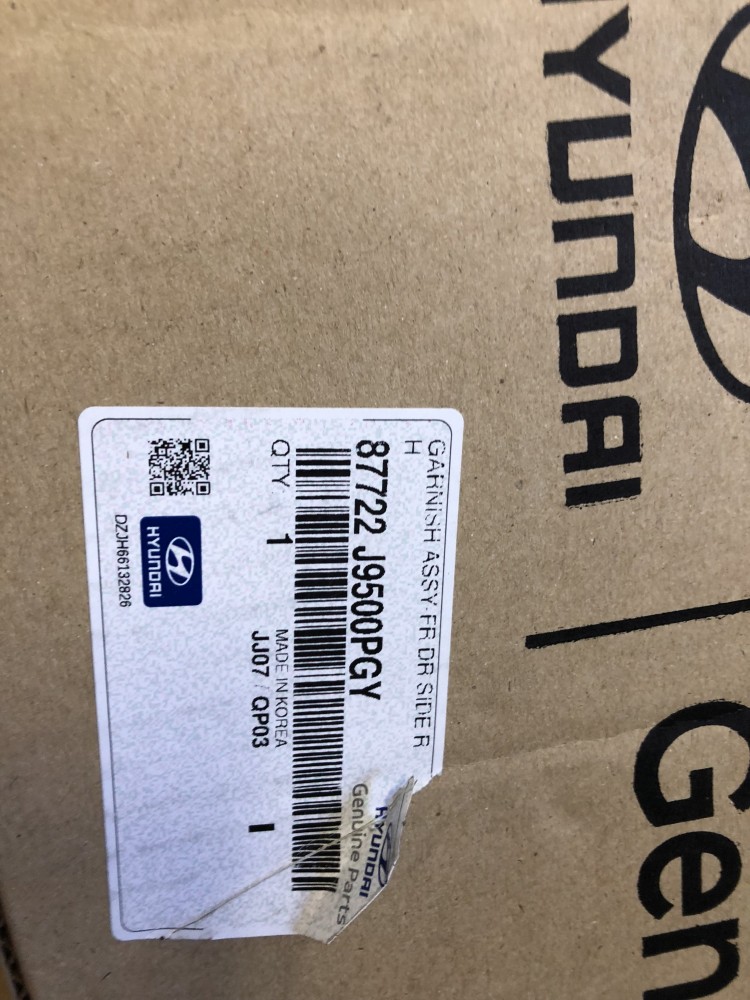 HYUNDAI
Gen
GARNISH ASSY-FR DR SIDE R
H
87722 J9500PGY
QTY 1
MADE IN KOREA
JJ07 / QP03
I
HYUNDAI
DZJH66132826
HYUNDAI
Genuine Parts